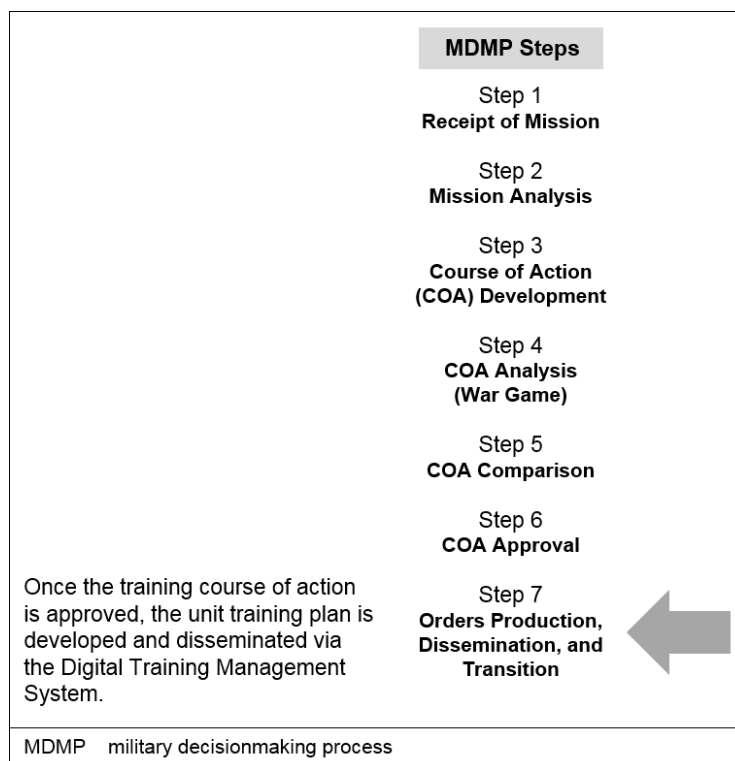 MDMP Steps
Step 1
Receipt of Mission
Step 2
Mission Analysis
Step 3
Course of Action
(COA) Development
Step 4
COA Analysis
(War Game)
Step 5
COA Comparison
Step 6
COA Approval
Once the training course of action
is approved, the unit training plan is
developed and disseminated via
the Digital Training Management
System.
Step 7
Orders Production,
Dissemination, and
Transition
MDMP military decisionmaking process